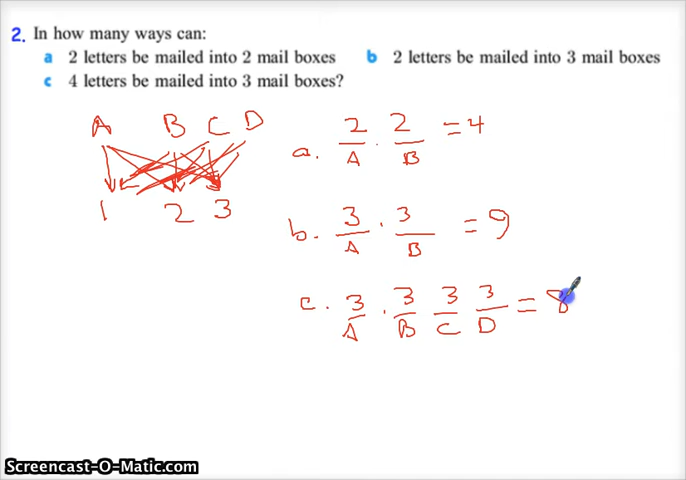 2. In how many ways can:
a 2 letters be mailed into 2 mail boxes b 2 letters be mailed into 3 mail boxes
c 4 letters be mailed into 3 mail boxes?
A B C D
1 2 3
a. 2/A · 2/B = 4
b. 3/A · 3/B = 9
c. 3/A · 3/B 3/C 3/D = 8
Screencast-O-Matic.com